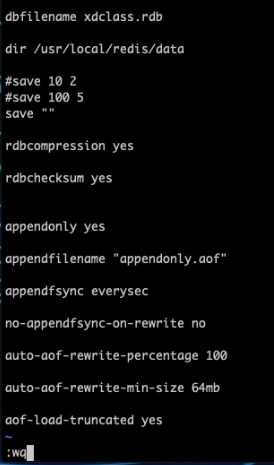 dbfilename xdclass.rdb
dir /usr/local/redis/data
#save 10 2
#save 100 5
save ""
rdbcompression yes
rdbchecksum yes
appendonly yes
appendfilename "appendonly.aof"
appendfsync everysec
no-appendfsync-on-rewrite no
auto-aof-rewrite-percentage 100
auto-aof-rewrite-min-size 64mb
aof-load-truncated yes
~
:wq